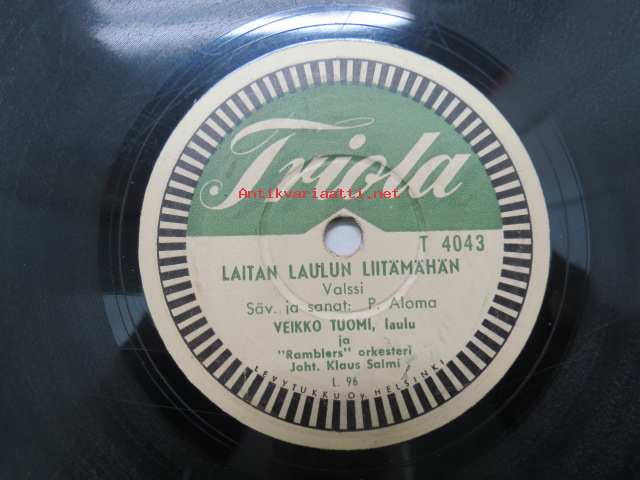 Triola
Antikvariaatti.net
T 4043
LAITAN LAULUN LIITÄMÄHÄN
Valssi
Säv. ja sanat: P. Aloma
VEIKKO TUOMI, laulu
ja
"Ramblers" orkesteri
Joht. Klaus Salmi
L. 96
LEVYTUKKU OY. HELSINKI